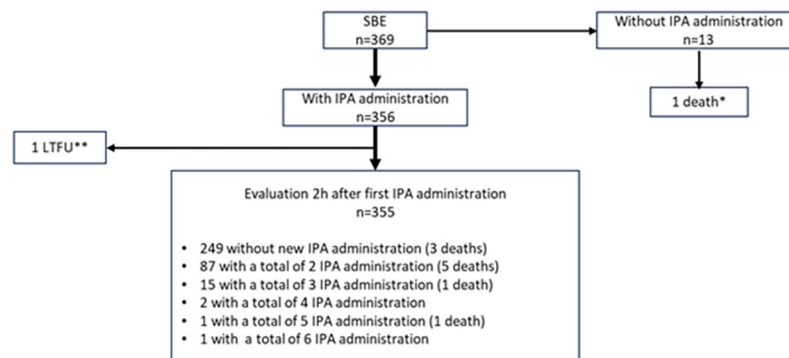 SBE
n=369
Without IPA administration
n=13
With IPA administration
n=356
1 death*
1 LTFU**
Evaluation 2h after first IPA administration
n=355
• 249 without new IPA administration (3 deaths)
• 87 with a total of 2 IPA administration (5 deaths)
• 15 with a total of 3 IPA administration (1 death)
• 2 with a total of 4 IPA administration
• 1 with a total of 5 IPA administration (1 death)
• 1 with a total of 6 IPA administration